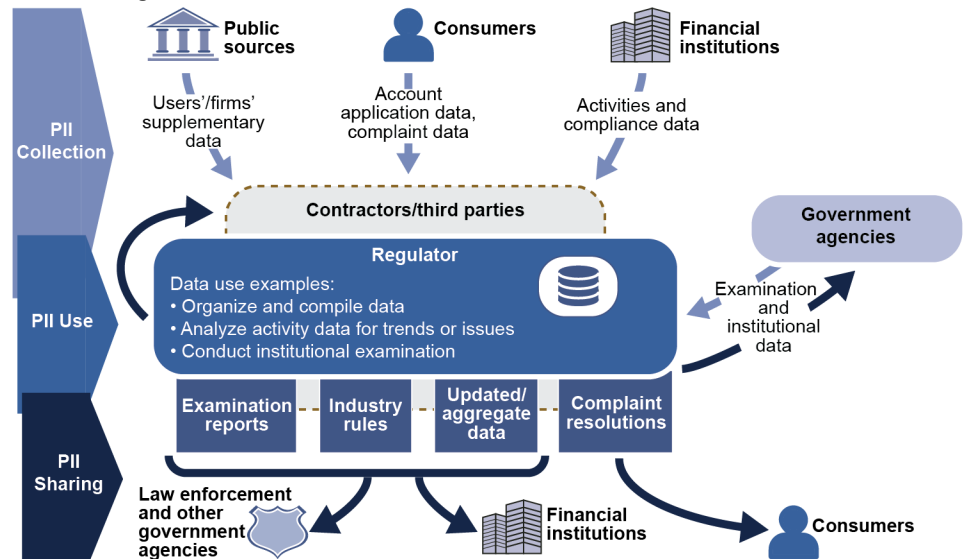 Public
sources
Consumers
Financial
institutions
Users'/firms'
supplementary
data
Account
application data,
complaint data
Activities and
compliance data
PII
Collection
Contractors/third parties
Government
agencies
Regulator
Data use examples:
• Organize and compile data
• Analyze activity data for trends or issues
• Conduct institutional examination
Examination
and
institutional
data
PII Use
Examination
reports
Industry
rules
Updated/
aggregate
data
Complaint
resolutions
PII
Sharing
Law enforcement
and other
government
agencies
Financial
institutions
Consumers